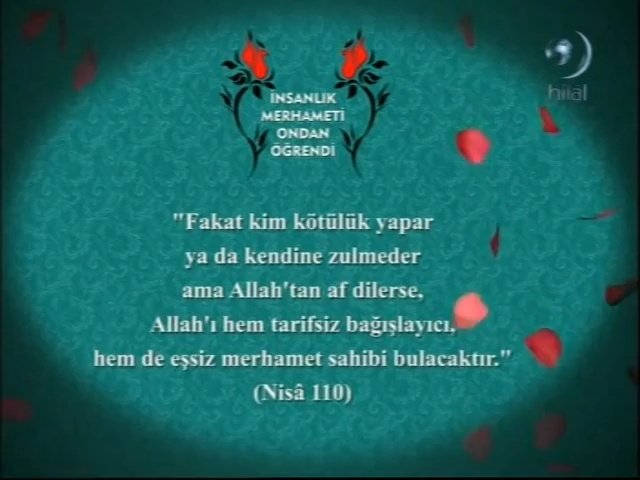 hilal
İNSANLIK
MERHAMETİ
ONDAN
ÖĞRENDİ
"Fakat kim kötülük yapar
ya da kendine zulmeder
ama Allah'tan af dilerse,
Allah'ı hem tarifsiz bağışlayıcı,
hem de eşsiz merhamet sahibi bulacaktır."
(Nisâ 110)